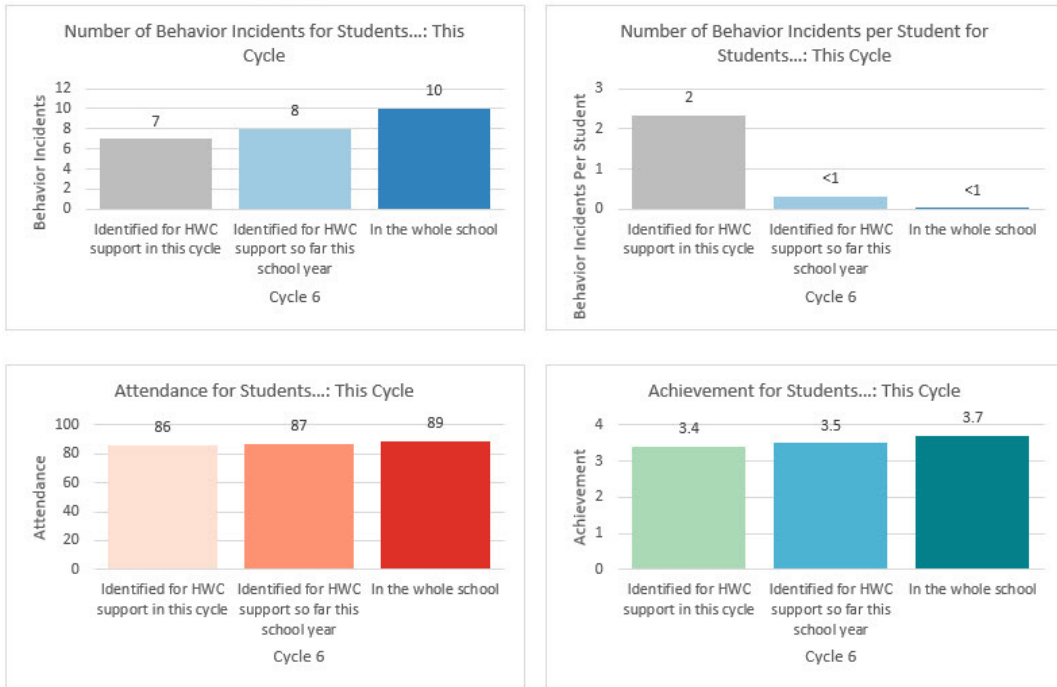 Number of Behavior Incidents for Students...: This
Cycle
Behavior Incidents
12
10
8
6
4
2
0
7
8
10
Identified for HWC
support in this cycle
Identified for HWC
support so far this
school year
In the whole school
Cycle 6
Number of Behavior Incidents per Student for
Students...: This Cycle
Behavior Incidents Per Student
3
2
1
0
2
<1
<1
Identified for HWC
support in this cycle
Identified for HWC
support so far this
school year
In the whole school
Cycle 6
Attendance for Students...: This Cycle
Attendance
100
80
60
40
20
0
86
87
89
Identified for HWC
support in this cycle
Identified for HWC
support so far this
school year
In the whole school
Cycle 6
Achievement for Students...: This Cycle
Achievement
4
3
2
1
0
3.4
3.5
3.7
Identified for HWC
support in this cycle
Identified for HWC
support so far this
school year
In the whole school
Cycle 6